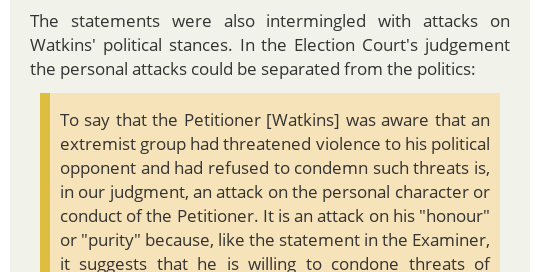 The statements were also intermingled with attacks on
Watkins' political stances. In the Election Court's judgement
the personal attacks could be separated from the politics:
To say that the Petitioner [Watkins] was aware that an
extremist group had threatened violence to his political
opponent and had refused to condemn such threats is,
in our judgment, an attack on the personal character or
conduct of the Petitioner. It is an attack on his "honour"
or "purity" because, like the statement in the Examiner,
it suggests that he is willing to condone threats of